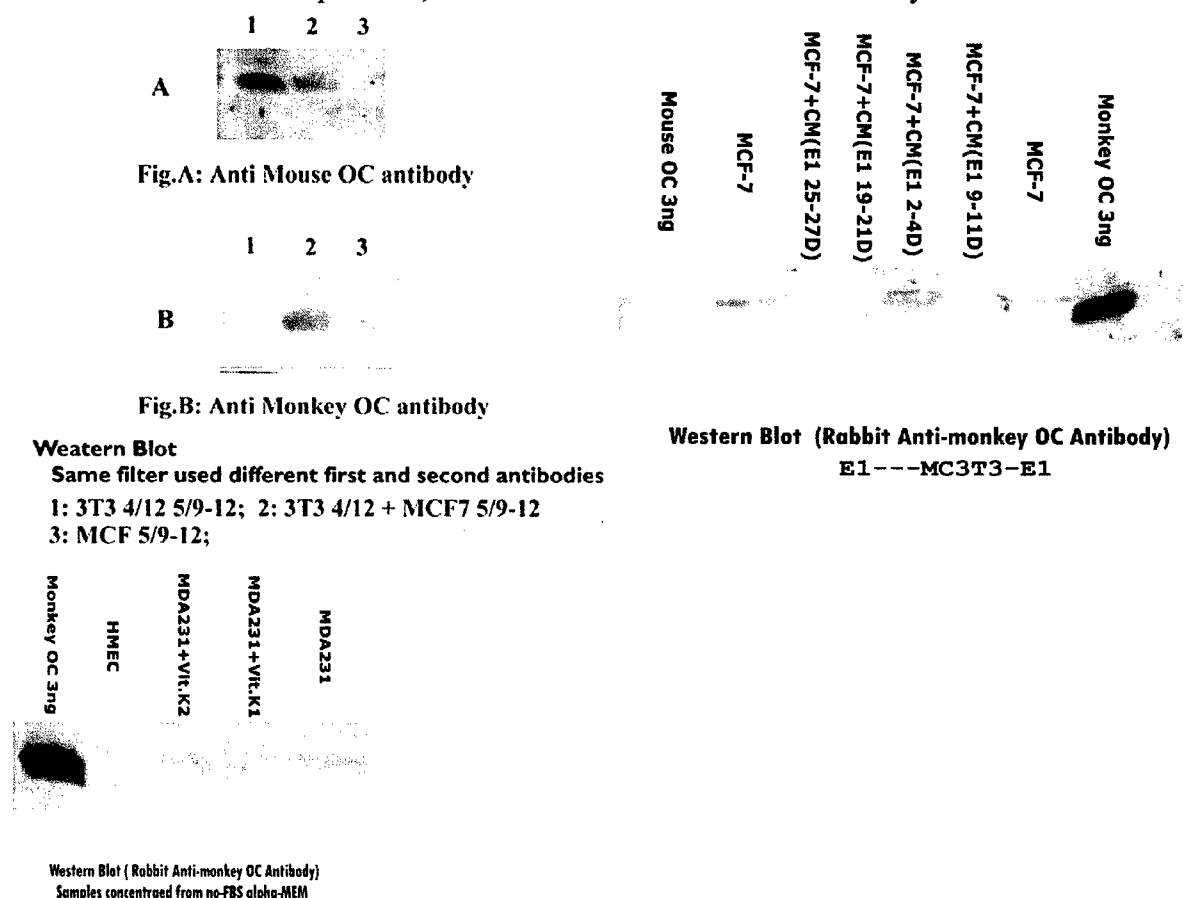 1 2 3
A
Fig.A: Anti Mouse OC antibody
1 2 3
B
Fig.B: Anti Monkey OC antibody
Weatern Blot
Same filter used different first and second antibodies
1: 3T3 4/12 5/9-12; 2: 3T3 4/12 + MCF7 5/9-12
3: MCF 5/9-12;
Mouse OC 3ng
MCF-7
MCF-7+CM(E1 25-27D)
MCF-7+CM(E1 19-21D)
MCF-7+CM(E1 2-4D)
MCF-7+CM(E1 9-11D)
MCF-7
Monkey OC 3ng
Western Blot (Rabbit Anti-monkey OC Antibody)
E1---MC3T3-E1
Monkey OC 3ng
HMEC
MDA231+Vit.K2
MDA231+Vit.K1
MDA231
Western Blot ( Rabbit Anti-monkey OC Antibody)
Samples concentraed from no-FBS alpha-MEM